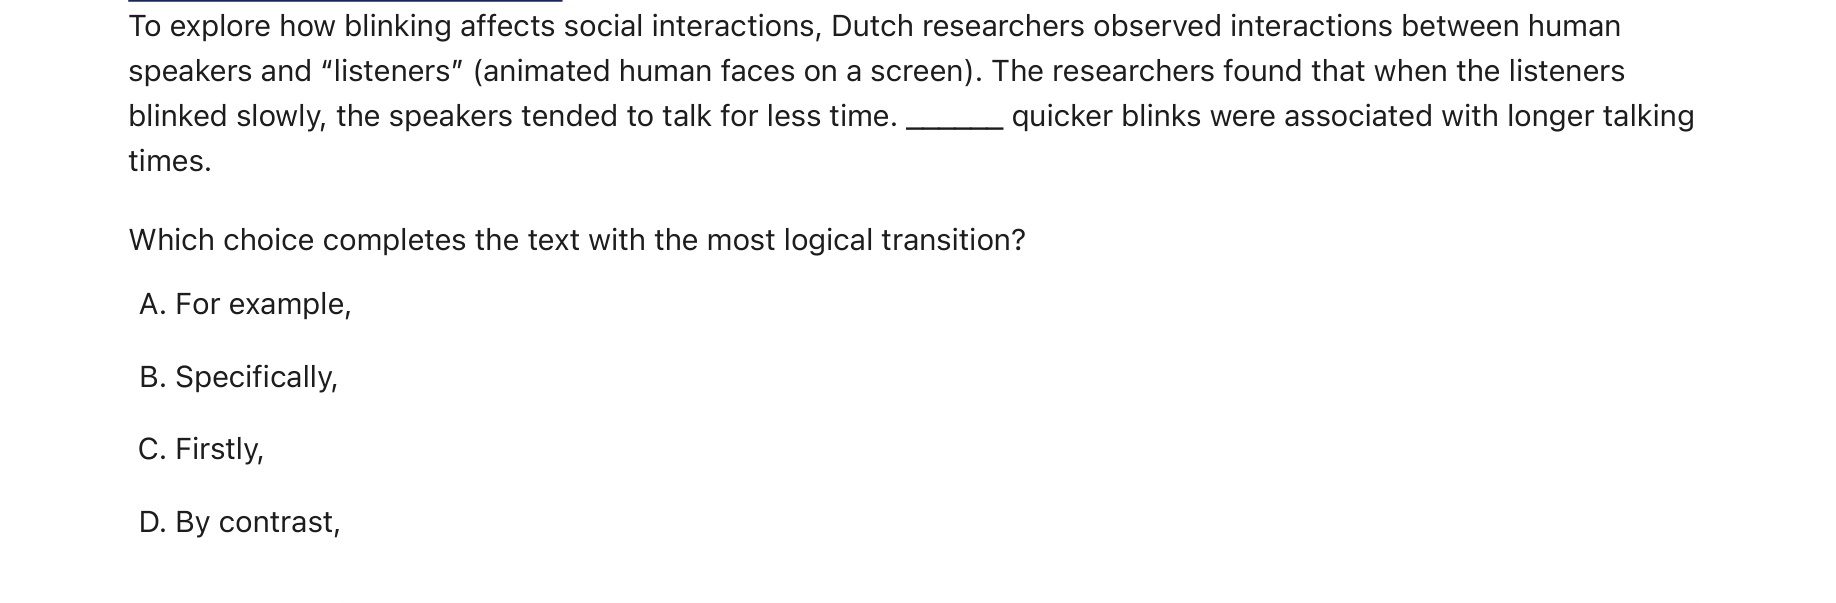 To explore how blinking affects social interactions, Dutch researchers observed interactions between human
speakers and “listeners” (animated human faces on a screen). The researchers found that when the listeners
blinked slowly, the speakers tended to talk for less time. ______ quicker blinks were associated with longer talking
times.
Which choice completes the text with the most logical transition?
A. For example,
B. Specifically,
C. Firstly,
D. By contrast,